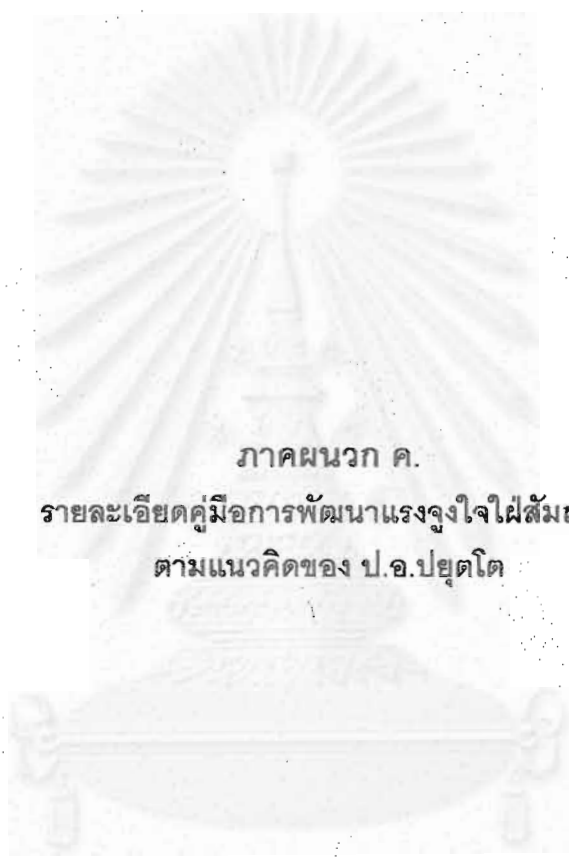 ภาคผนวก ค.
รายละเอียดคู่มือการพัฒนาแรงจูงใจใฝ่สัม
ตามแนวคิดของ ป.อ.ปยุตโต